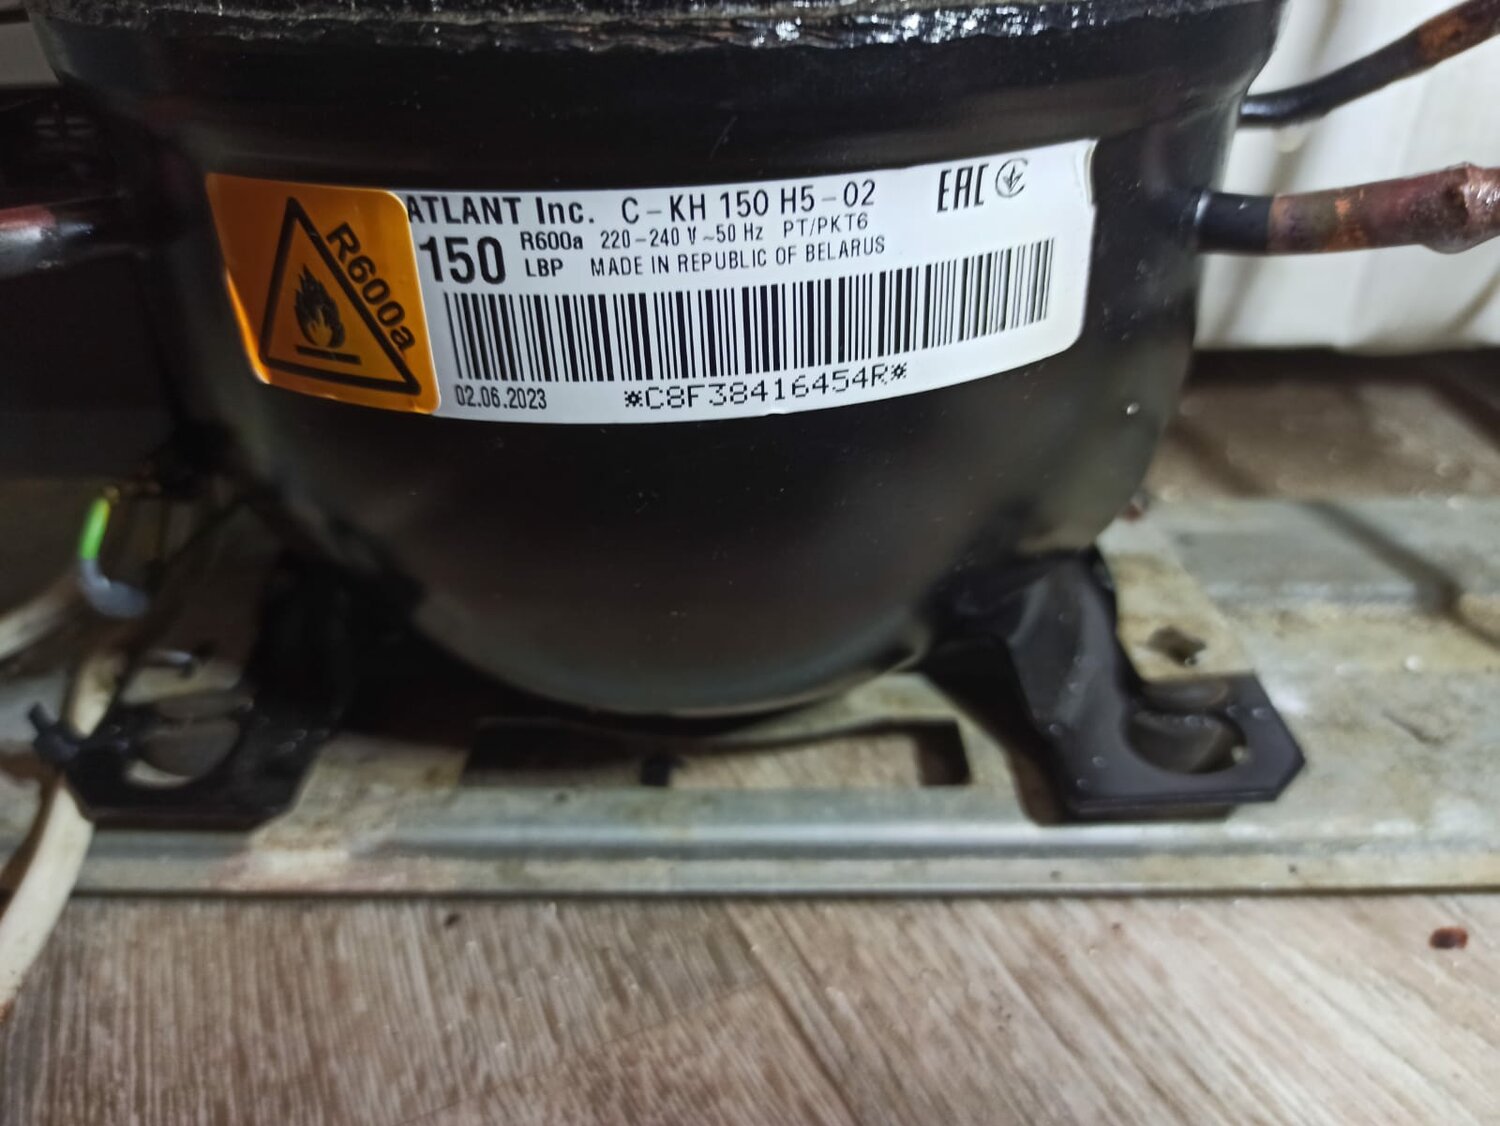 R600a
ATLANT Inc. C-KH 150 H5-02
150 R600a 220-240 V ~50 Hz PT/PKT6
LBP MADE IN REPUBLIC OF BELARUS
EAC
02.06.2023 *C8F38416454R*